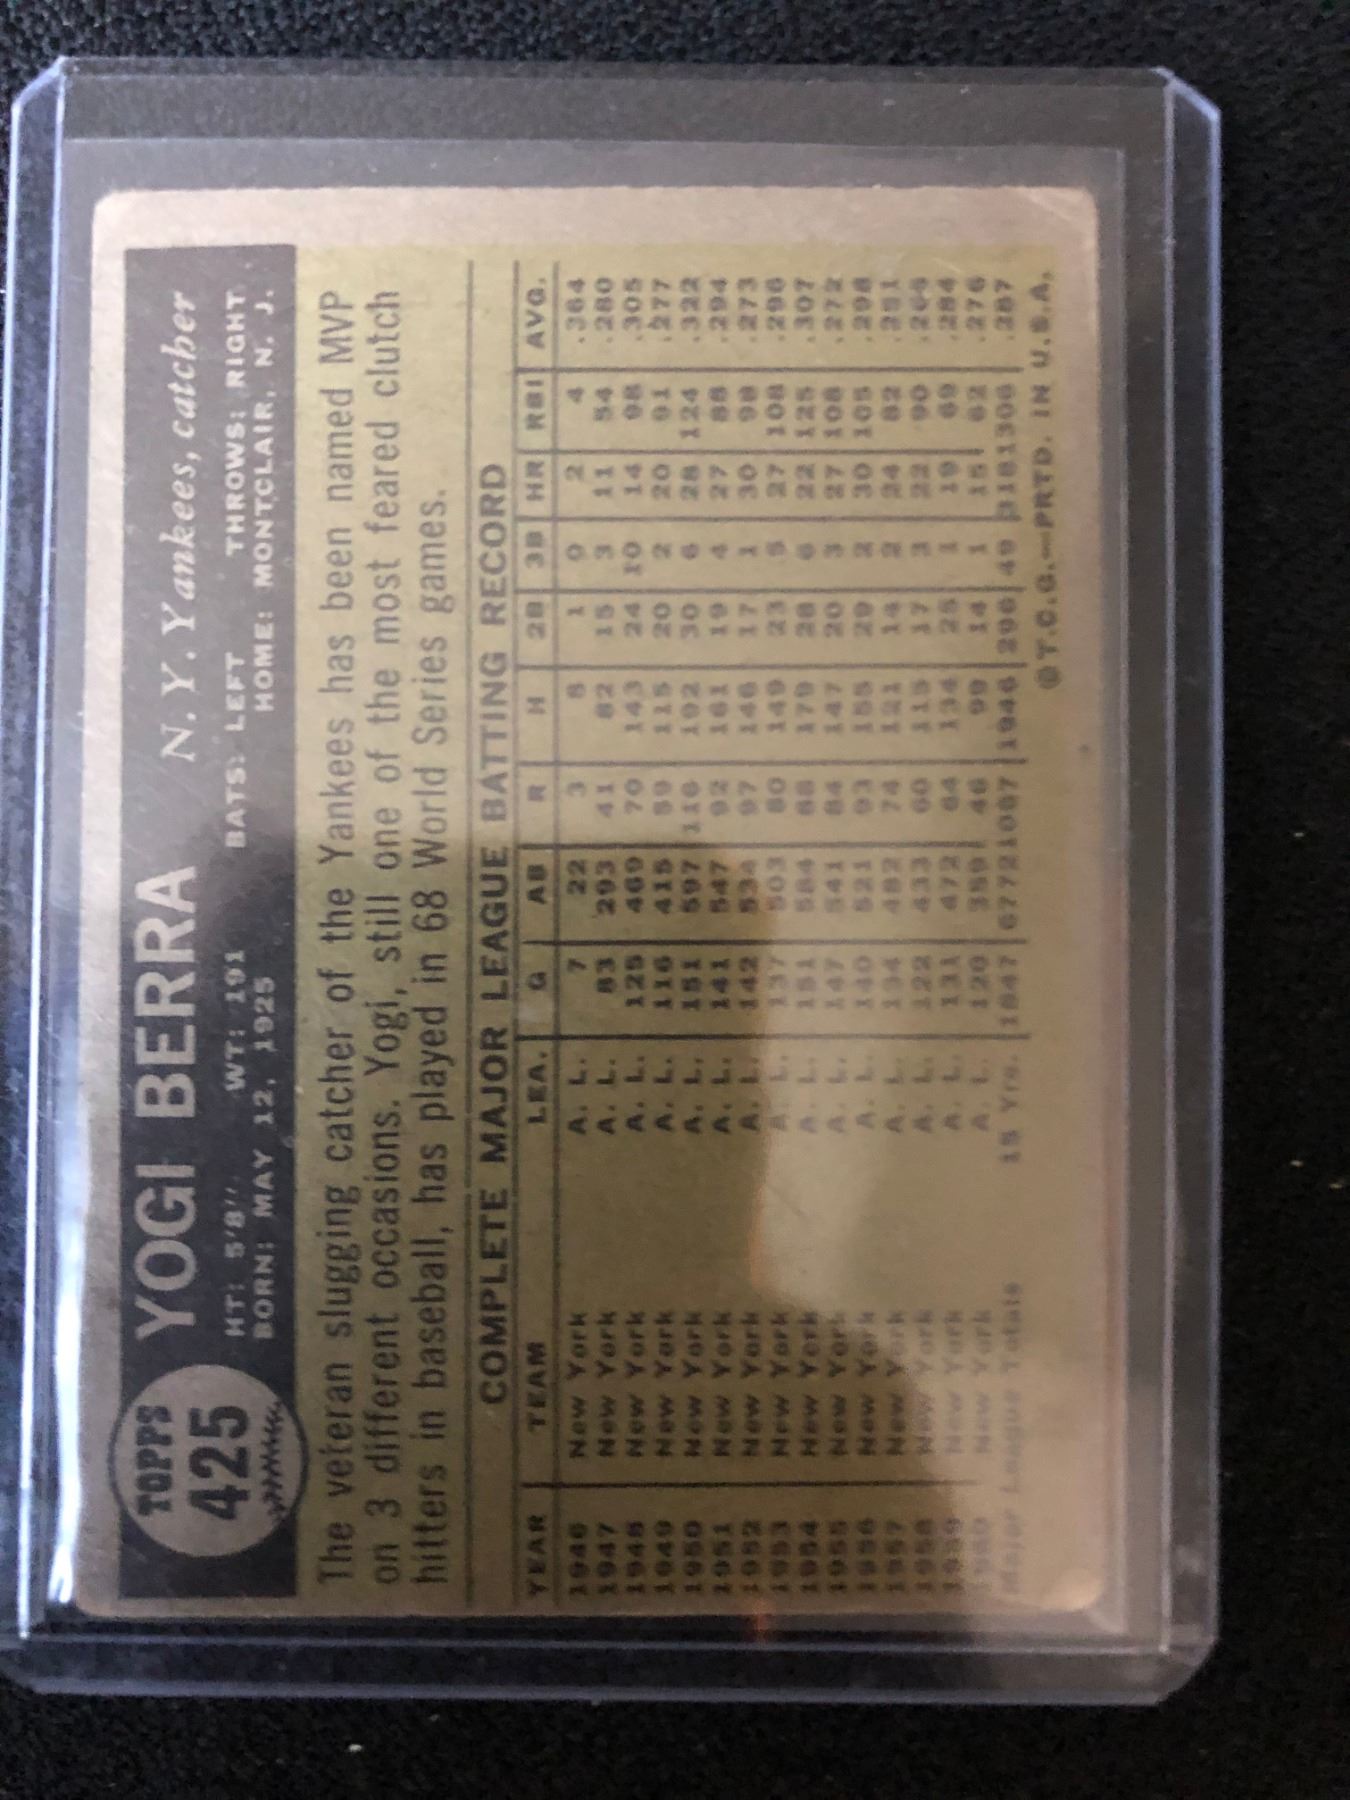 TOPPS
425
YOGI BERRA N. Y. Yankees, catcher
HT: 5'8" WT: 191 BATS: LEFT THROWS: RIGHT
BORN: MAY 12, 1925 HOME: MONTCLAIR, N. J.
The veteran slugging catcher of the Yankees has been named MVP
on 3 different occasions. Yogi, still one of the most feared clutch
hitters in baseball, has played in 68 World Series games.
COMPLETE MAJOR LEAGUE BATTING RECORD
YEAR TEAM LEA. G AB R H 2B 3B HR RBI AVG.
1946 New York A. L. 7 22 3 8 1 0 2 4 .364
1947 New York A. L. 83 293 41 82 15 3 11 54 .280
1948 New York A. L. 125 469 70 143 24 10 14 98 .305
1949 New York A. L. 116 415 59 115 20 2 20 91 .277
1950 New York A. L. 151 597 116 192 30 6 28 124 .322
1951 New York A. L. 141 547 92 161 19 4 27 88 .294
1952 New York A. L. 142 534 97 146 17 1 30 98 .273
1953 New York A. L. 137 503 80 149 23 5 27 108 .296
1954 New York A. L. 151 584 88 179 28 6 22 125 .307
1955 New York A. L. 147 541 84 147 20 3 27 108 .272
1956 New York A. L. 140 521 93 155 29 2 30 105 .298
1957 New York A. L. 134 482 74 121 14 2 24 82 .251
1958 New York A. L. 122 433 60 115 17 3 22 90 .266
1959 New York A. L. 131 472 64 134 25 1 19 69 .284
1960 New York A. L. 120 359 46 99 14 1 15 62 .276
Major League Totals 15 Yrs. 1847 6772 1067 1946 296 49 318 1306 .287
©T.C.G.—PRTD. IN U.S.A.